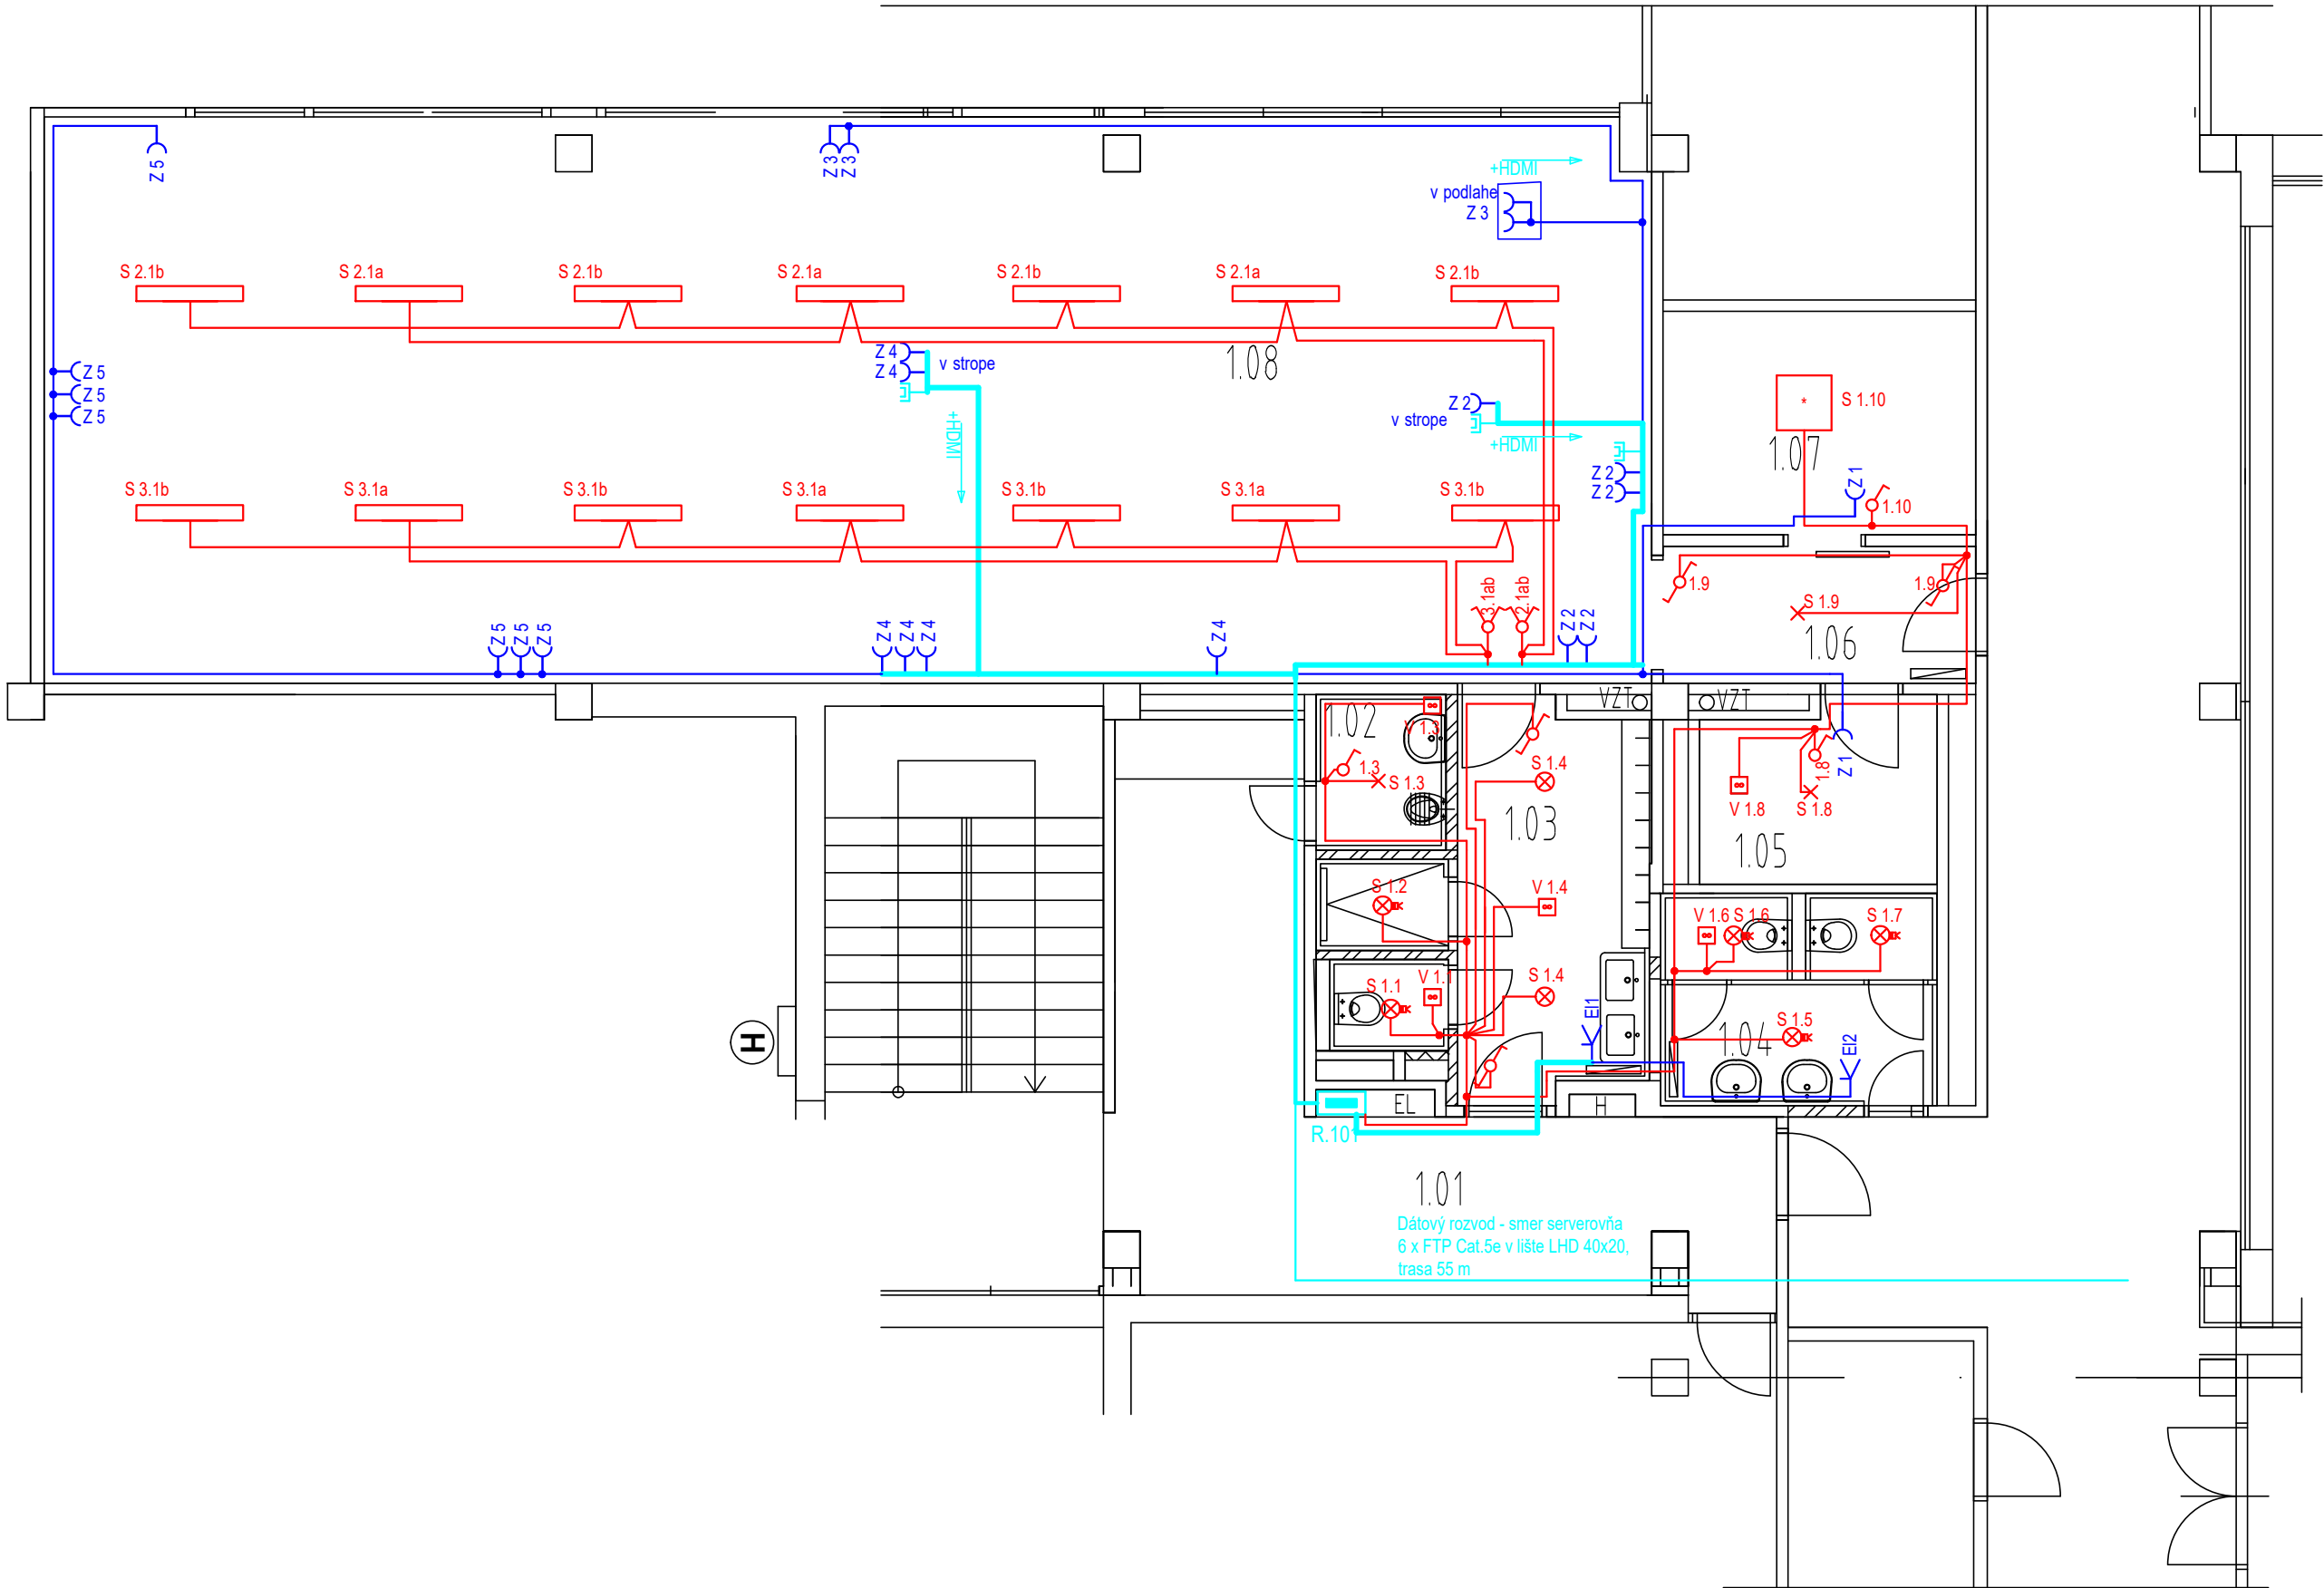 Z 5
Z 3
Z 3
+HDMI
v podlahe
Z 3
S 2.1b
S 2.1a
S 2.1b
S 2.1a
S 2.1b
S 2.1a
S 2.1b
Z 4
Z 4
v strope
1.08
Z 5
Z 5
Z 5
Z 2
v strope
+HDMI
+HDMI
S 1.10
1.07
Z 2
Z 2
Z 1
1.10
S 3.1b
S 3.1a
S 3.1b
S 3.1a
S 3.1b
S 3.1a
S 3.1b
3.1ab
2.1ab
1.9
1.9
S 1.9
1.06
Z 5
Z 5
Z 5
Z 4
Z 4
Z 4
Z 4
Z 2
Z 2
VZT
VZT
1.02
V 1.3
1.3
S 1.3
S 1.4
1.03
1.8
Z 1
V 1.8
S 1.8
1.05
S 1.2
V 1.4
V 1.6
S 1.6
S 1.7
S 1.1
V 1.1
S 1.4
El1
1.04
S 1.5
El2
H
EL
H
R.101
1.01
Dátový rozvod - smer serverovňa
6 x FTP Cat.5e v lište LHD 40x20,
trasa 55 m